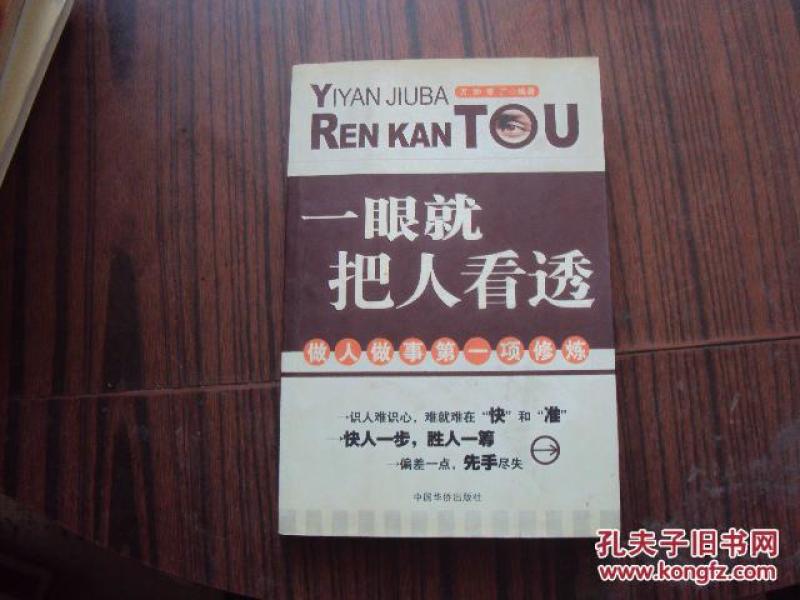 YIYAN JIUBA
REN KAN TOU
一眼就
把人看透
做人做事第一项修炼
→识人难识心，难就难在“快”和“准”
→快人一步，胜人一筹
→偏差一点，先手尽失
中国华侨出版社
孔夫子旧书网
www.kongfz.com